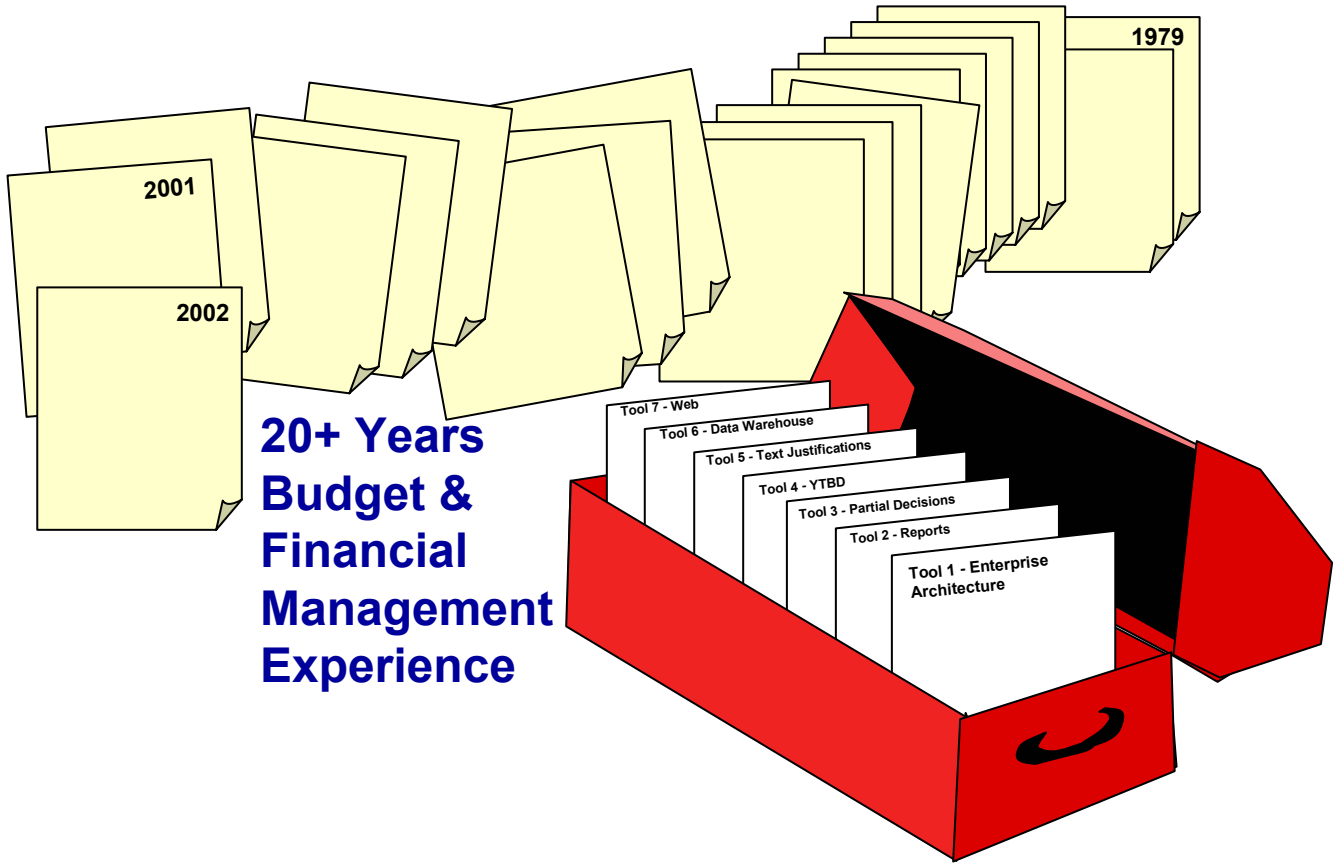 1979
2001
2002
20+ Years
Budget &
Financial
Management
Experience
Tool 7 - Web
Tool 6 - Data Warehouse
Tool 5 - Text Justifications
Tool 4 - YTBD
Tool 3 - Partial Decisions
Tool 2 - Reports
Tool 1 - Enterprise
Architecture